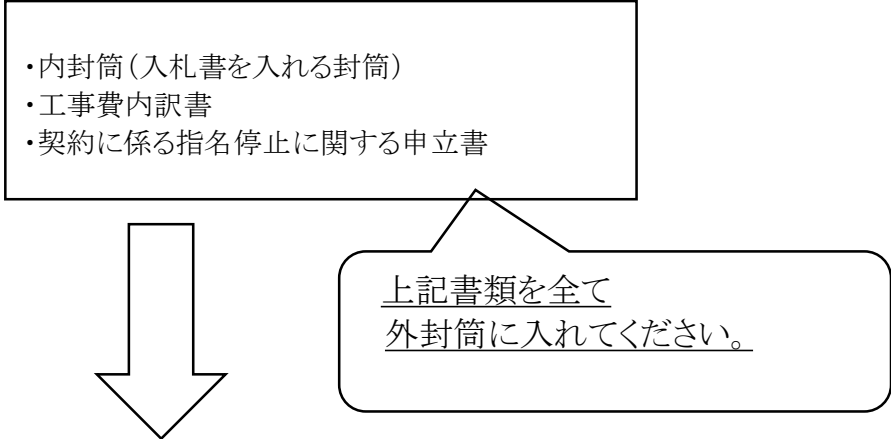 ・内封筒(入札書を入れる封筒)
・工事費内訳書
・契約に係る指名停止に関する申立書
上記書類を全て
外封筒に入れてください。